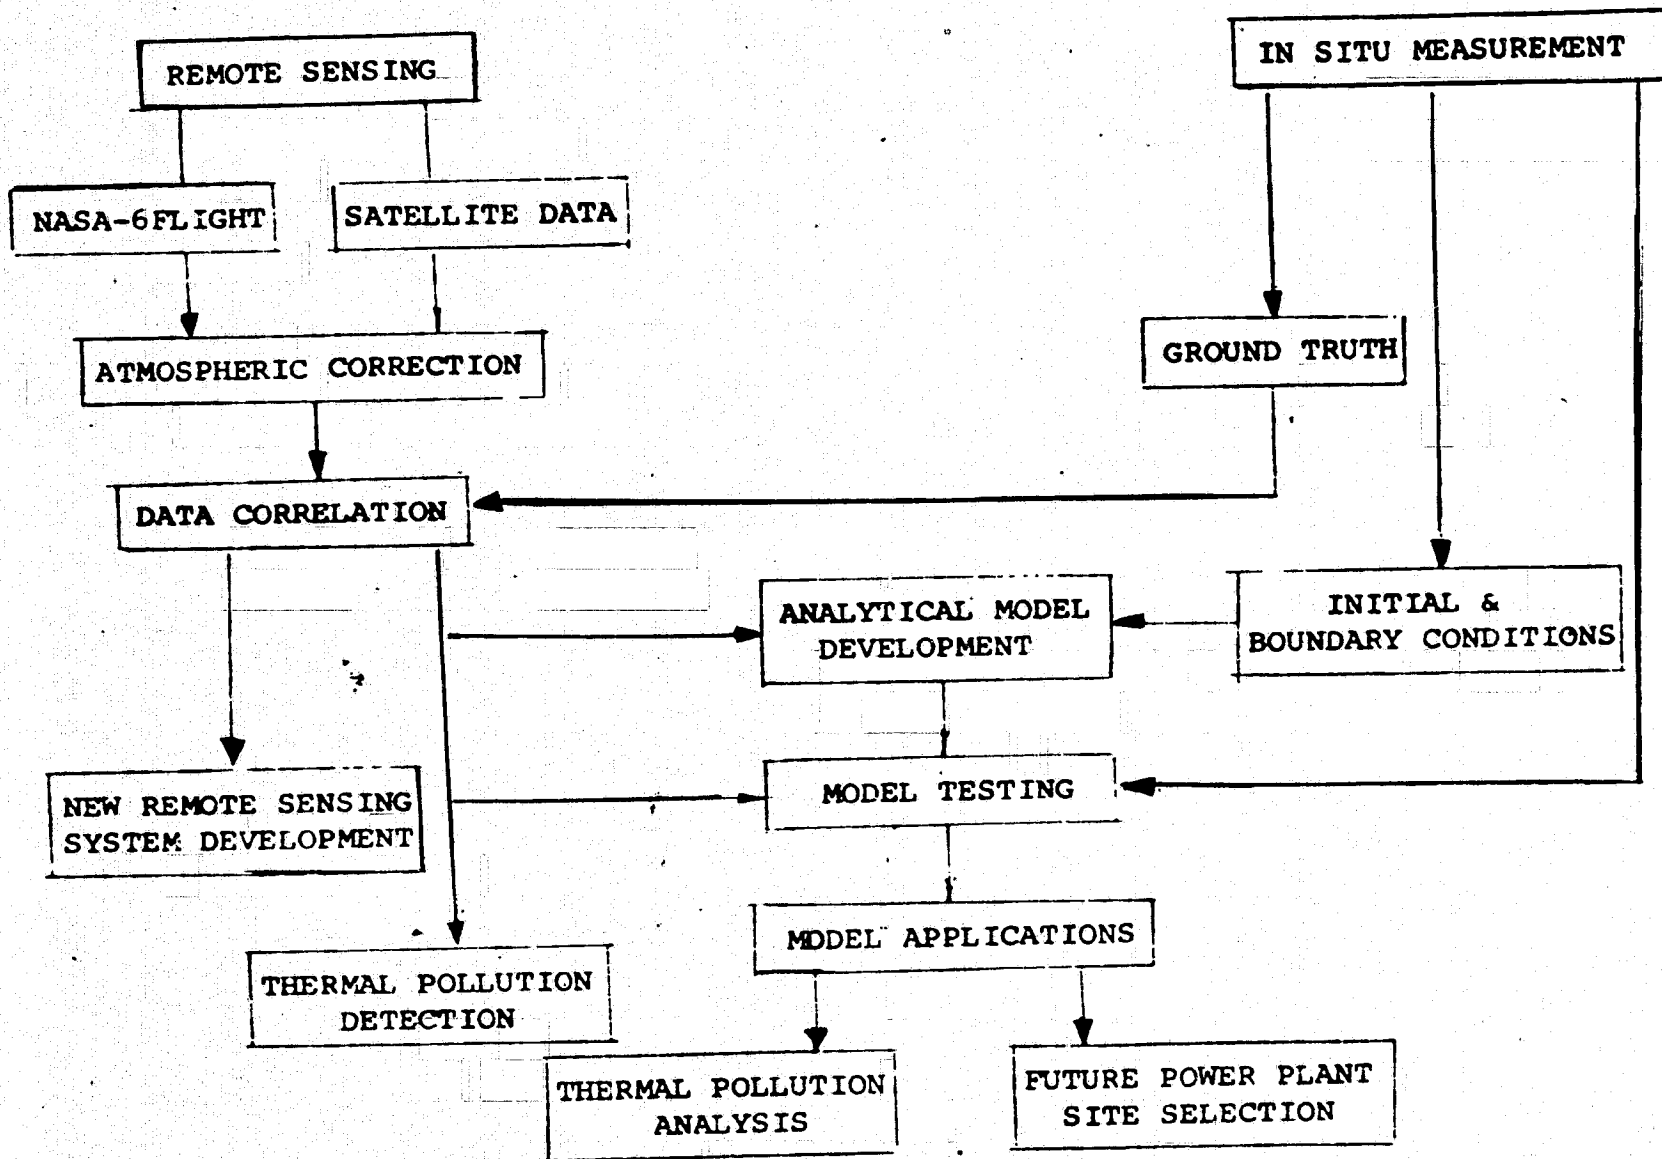 REMOTE SENSING
IN SITU MEASUREMENT
NASA-6FLIGHT
SATELLITE DATA
ATMOSPHERIC CORRECTION
GROUND TRUTH
DATA CORRELATION
ANALYTICAL MODEL
DEVELOPMENT
INITIAL &
BOUNDARY CONDITIONS
NEW REMOTE SENSING
SYSTEM DEVELOPMENT
MODEL TESTING
MODEL APPLICATIONS
THERMAL POLLUTION
DETECTION
THERMAL POLLUTION
ANALYSIS
FUTURE POWER PLANT
SITE SELECTION